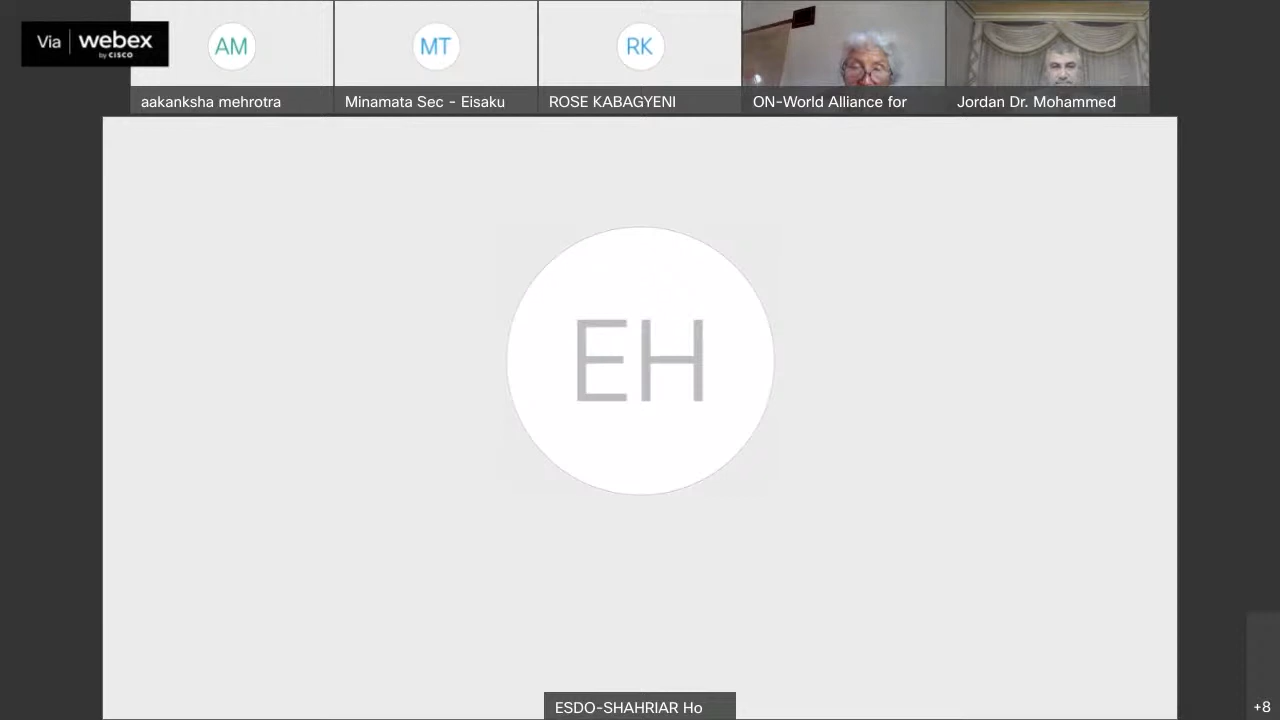 Via webex
by CISCO
AM
MT
RK
aakanksha mehrotra
Minamata Sec - Eisaku
ROSE KABAGYENI
ON-World Alliance for
Jordan Dr. Mohammed
EH
ESDO-SHAHRIAR Ho
+8